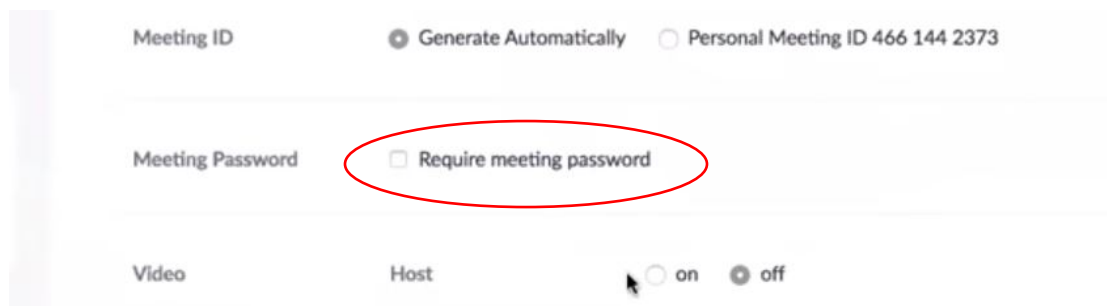 Meeting ID Generate Automatically Personal Meeting ID 466 144 2373
Meeting Password Require meeting password
Video Host on off